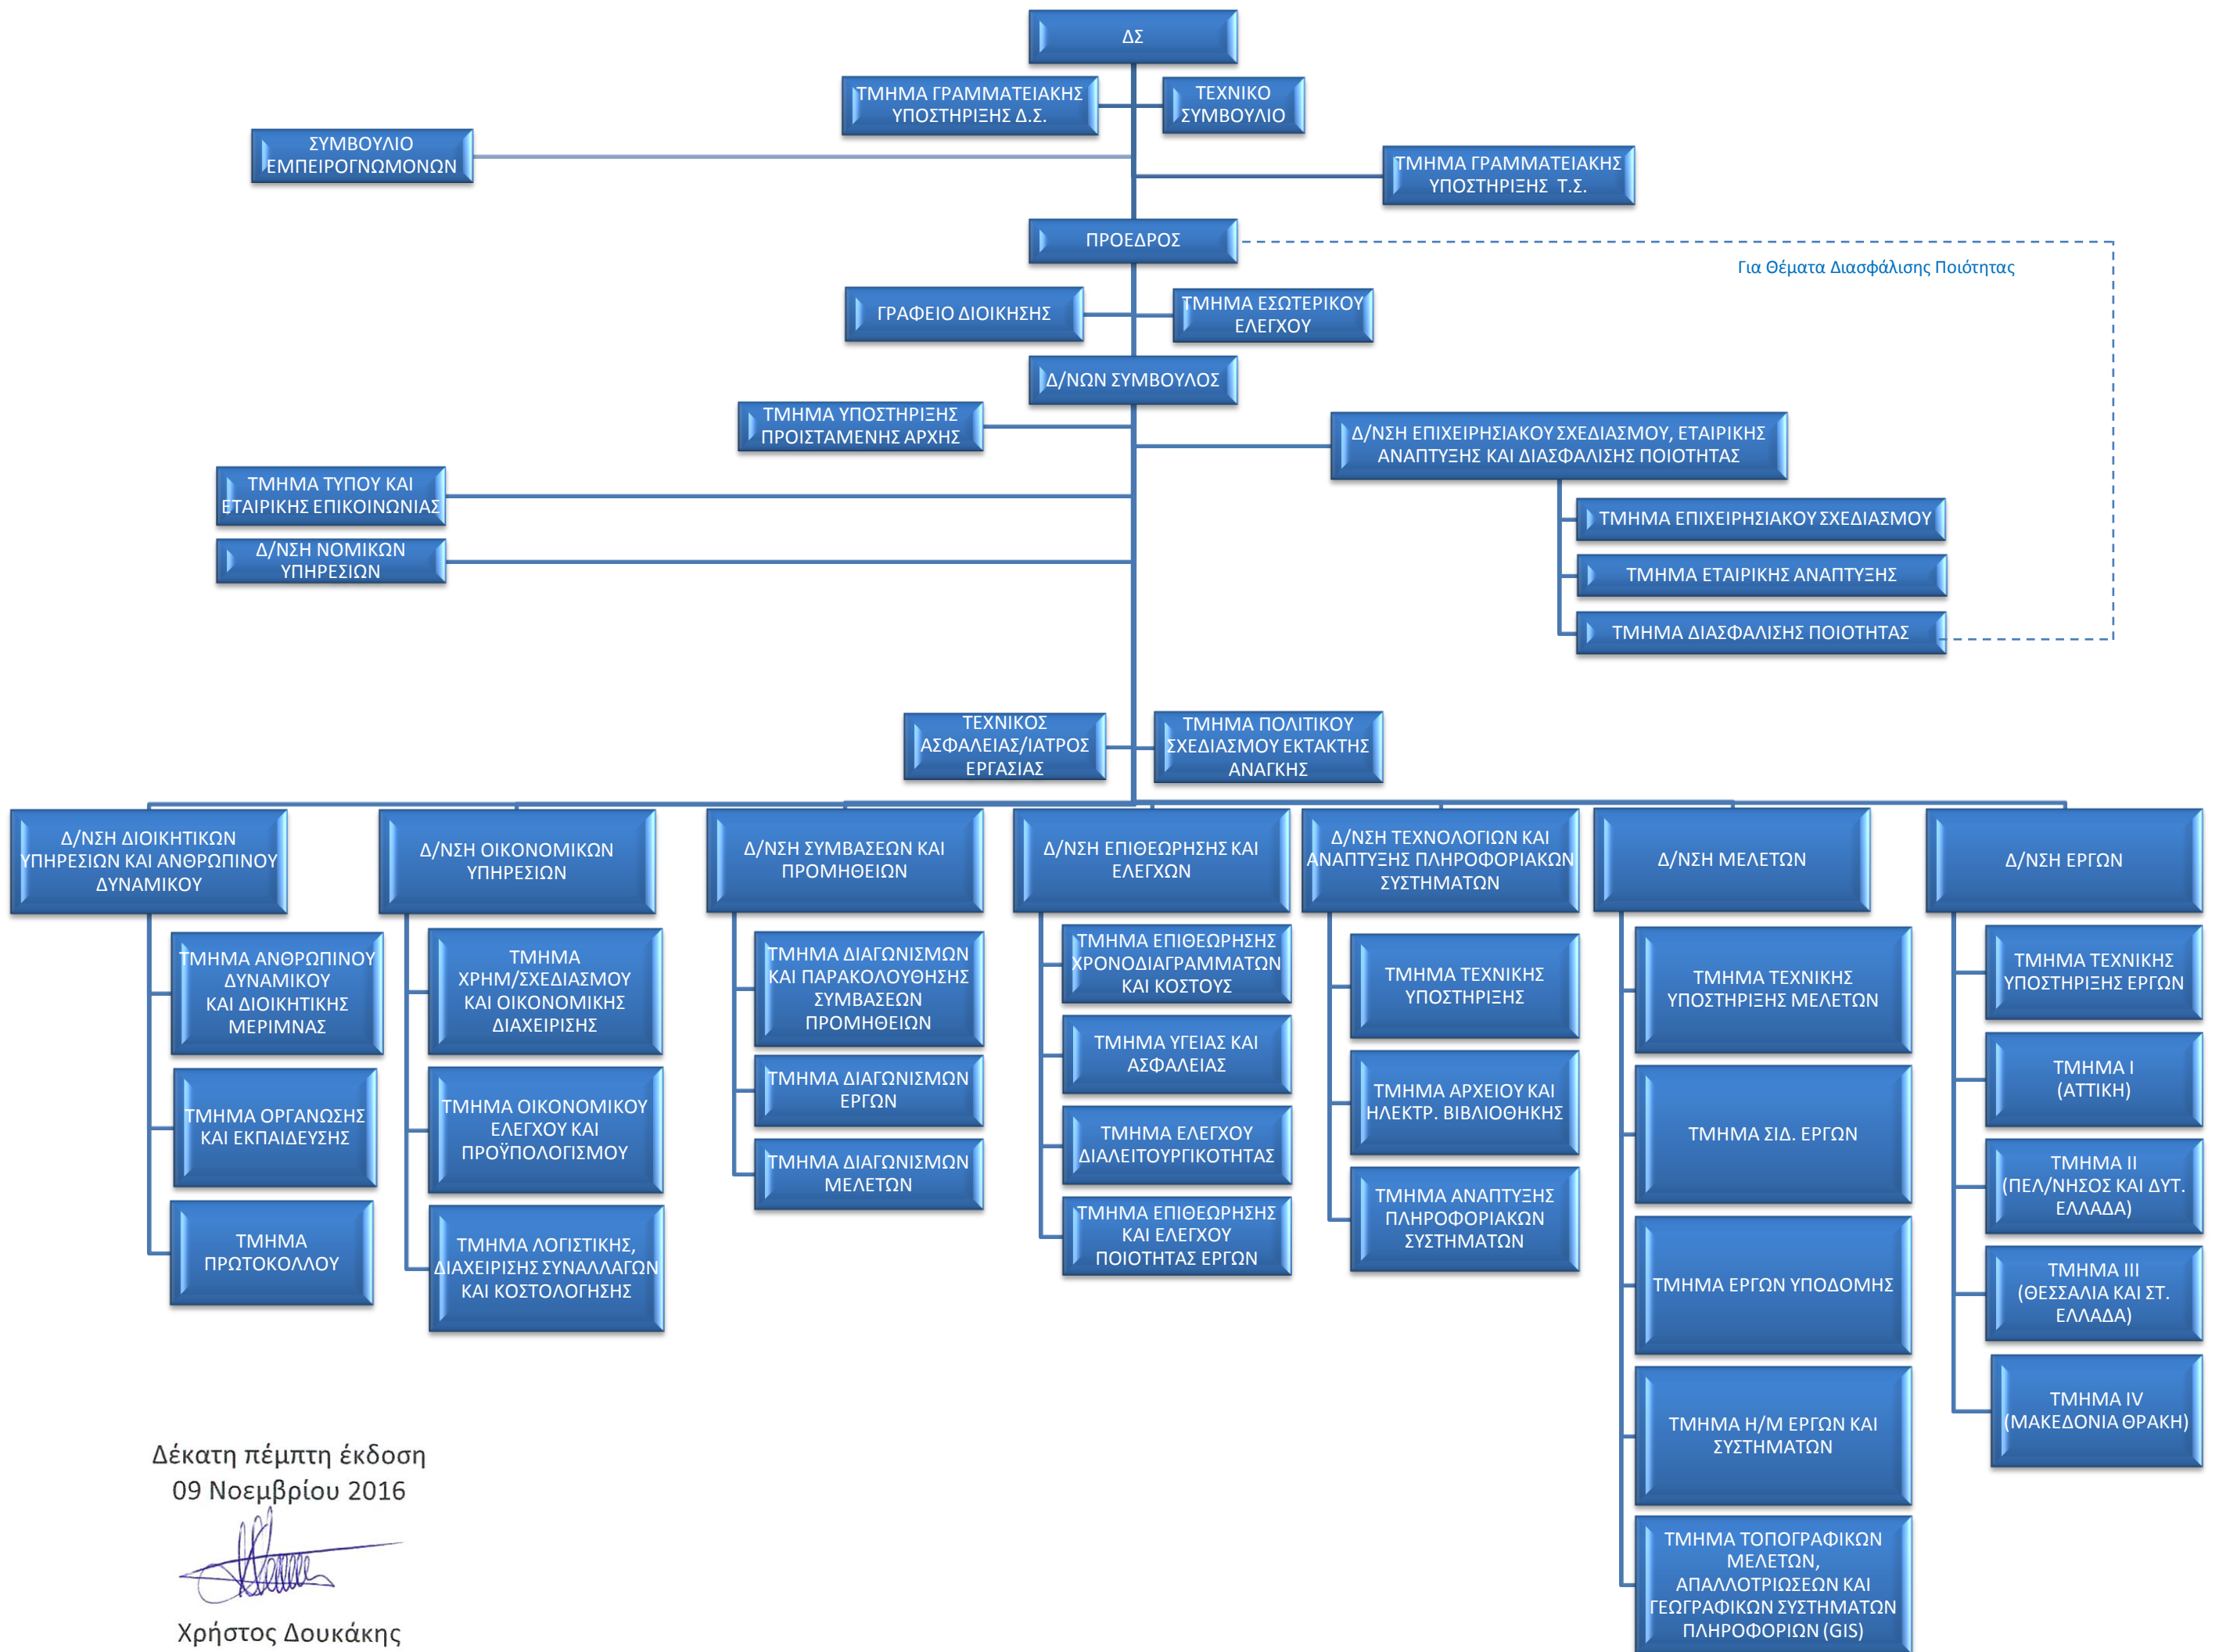 ΔΣ
ΤΜΗΜΑ ΓΡΑΜΜΑΤΕΙΑΚΗΣ
ΥΠΟΣΤΗΡΙΞΗΣ Δ.Σ.
ΤΕΧΝΙΚΟ
ΣΥΜΒΟΥΛΙΟ
ΣΥΜΒΟΥΛΙΟ
ΕΜΠΕΙΡΟΓΝΩΜΟΝΩΝ
ΤΜΗΜΑ ΓΡΑΜΜΑΤΕΙΑΚΗΣ
ΥΠΟΣΤΗΡΙΞΗΣ Τ.Σ.
ΠΡΟΕΔΡΟΣ
Για Θέματα Διασφάλισης Ποιότητας
ΓΡΑΦΕΙΟ ΔΙΟΙΚΗΣΗΣ
ΤΜΗΜΑ ΕΣΩΤΕΡΙΚΟΥ
ΕΛΕΓΧΟΥ
Δ/ΝΩΝ ΣΥΜΒΟΥΛΟΣ
ΤΜΗΜΑ ΥΠΟΣΤΗΡΙΞΗΣ
ΠΡΟΙΣΤΑΜΕΝΗΣ ΑΡΧΗΣ
Δ/ΝΣΗ ΕΠΙΧΕΙΡΗΣΙΑΚΟΥ ΣΧΕΔΙΑΣΜΟΥ, ΕΤΑΙΡΙΚΗΣ
ΑΝΑΠΤΥΞΗΣ ΚΑΙ ΔΙΑΣΦΑΛΙΣΗΣ ΠΟΙΟΤΗΤΑΣ
ΤΜΗΜΑ ΤΥΠΟΥ ΚΑΙ
ΕΤΑΙΡΙΚΗΣ ΕΠΙΚΟΙΝΩΝΙΑΣ
Δ/ΝΣΗ ΝΟΜΙΚΩΝ
ΥΠΗΡΕΣΙΩΝ
ΤΜΗΜΑ ΕΠΙΧΕΙΡΗΣΙΑΚΟΥ ΣΧΕΔΙΑΣΜΟΥ
ΤΜΗΜΑ ΕΤΑΙΡΙΚΗΣ ΑΝΑΠΤΥΞΗΣ
ΤΜΗΜΑ ΔΙΑΣΦΑΛΙΣΗΣ ΠΟΙΟΤΗΤΑΣ
ΤΕΧΝΙΚΟΣ
ΑΣΦΑΛΕΙΑΣ/ΙΑΤΡΟΣ
ΕΡΓΑΣΙΑΣ
ΤΜΗΜΑ ΠΟΛΙΤΙΚΟΥ
ΣΧΕΔΙΑΣΜΟΥ ΕΚΤΑΚΤΗΣ
ΑΝΑΓΚΗΣ
Δ/ΝΣΗ ΔΙΟΙΚΗΤΙΚΩΝ
ΥΠΗΡΕΣΙΩΝ ΚΑΙ ΑΝΘΡΩΠΙΝΟΥ
ΔΥΝΑΜΙΚΟΥ
ΤΜΗΜΑ ΑΝΘΡΩΠΙΝΟΥ
ΔΥΝΑΜΙΚΟΥ
ΚΑΙ ΔΙΟΙΚΗΤΙΚΗΣ
ΜΕΡΙΜΝΑΣ
ΤΜΗΜΑ ΟΡΓΑΝΩΣΗΣ
ΚΑΙ ΕΚΠΑΙΔΕΥΣΗΣ
ΤΜΗΜΑ
ΠΡΩΤΟΚΟΛΛΟΥ
Δ/ΝΣΗ ΟΙΚΟΝΟΜΙΚΩΝ
ΥΠΗΡΕΣΙΩΝ
ΤΜΗΜΑ
ΧΡΗΜ/ΣΧΕΔΙΑΣΜΟΥ
ΚΑΙ ΟΙΚΟΝΟΜΙΚΗΣ
ΔΙΑΧΕΙΡΙΣΗΣ
ΤΜΗΜΑ ΟΙΚΟΝΟΜΙΚΟΥ
ΕΛΕΓΧΟΥ ΚΑΙ
ΠΡΟΫΠΟΛΟΓΙΣΜΟΥ
ΤΜΗΜΑ ΛΟΓΙΣΤΙΚΗΣ,
ΔΙΑΧΕΙΡΙΣΗΣ ΣΥΝΑΛΛΑΓΩΝ
ΚΑΙ ΚΟΣΤΟΛΟΓΗΣΗΣ
Δ/ΝΣΗ ΣΥΜΒΑΣΕΩΝ ΚΑΙ
ΠΡΟΜΗΘΕΙΩΝ
ΤΜΗΜΑ ΔΙΑΓΩΝΙΣΜΩΝ
ΚΑΙ ΠΑΡΑΚΟΛΟΥΘΗΣΗΣ
ΣΥΜΒΑΣΕΩΝ
ΠΡΟΜΗΘΕΙΩΝ
ΤΜΗΜΑ ΔΙΑΓΩΝΙΣΜΩΝ
ΕΡΓΩΝ
ΤΜΗΜΑ ΔΙΑΓΩΝΙΣΜΩΝ
ΜΕΛΕΤΩΝ
Δ/ΝΣΗ ΕΠΙΘΕΩΡΗΣΗΣ ΚΑΙ
ΕΛΕΓΧΩΝ
ΤΜΗΜΑ ΕΠΙΘΕΩΡΗΣΗΣ
ΧΡΟΝΟΔΙΑΓΡΑΜΜΑΤΩΝ
ΚΑΙ ΚΟΣΤΟΥΣ
ΤΜΗΜΑ ΥΓΕΙΑΣ ΚΑΙ
ΑΣΦΑΛΕΙΑΣ
ΤΜΗΜΑ ΕΛΕΓΧΟΥ
ΔΙΑΛΕΙΤΟΥΡΓΙΚΟΤΗΤΑΣ
ΤΜΗΜΑ ΕΠΙΘΕΩΡΗΣΗΣ
ΚΑΙ ΕΛΕΓΧΟΥ
ΠΟΙΟΤΗΤΑΣ ΕΡΓΩΝ
Δ/ΝΣΗ ΤΕΧΝΟΛΟΓΙΩΝ ΚΑΙ
ΑΝΑΠΤΥΞΗΣ ΠΛΗΡΟΦΟΡΙΑΚΩΝ
ΣΥΣΤΗΜΑΤΩΝ
ΤΜΗΜΑ ΤΕΧΝΙΚΗΣ
ΥΠΟΣΤΗΡΙΞΗΣ
ΤΜΗΜΑ ΑΡΧΕΙΟΥ ΚΑΙ
ΗΛΕΚΤΡ. ΒΙΒΛΙΟΘΗΚΗΣ
ΤΜΗΜΑ ΑΝΑΠΤΥΞΗΣ
ΠΛΗΡΟΦΟΡΙΑΚΩΝ
ΣΥΣΤΗΜΑΤΩΝ
Δ/ΝΣΗ ΜΕΛΕΤΩΝ
ΤΜΗΜΑ ΤΕΧΝΙΚΗΣ
ΥΠΟΣΤΗΡΙΞΗΣ ΜΕΛΕΤΩΝ
ΤΜΗΜΑ ΣΙΔ. ΕΡΓΩΝ
ΤΜΗΜΑ ΕΡΓΩΝ ΥΠΟΔΟΜΗΣ
ΤΜΗΜΑ Η/Μ ΕΡΓΩΝ ΚΑΙ
ΣΥΣΤΗΜΑΤΩΝ
ΤΜΗΜΑ ΤΟΠΟΓΡΑΦΙΚΩΝ
ΜΕΛΕΤΩΝ,
ΑΠΑΛΛΟΤΡΙΩΣΕΩΝ ΚΑΙ
ΓΕΩΓΡΑΦΙΚΩΝ ΣΥΣΤΗΜΑΤΩΝ
ΠΛΗΡΟΦΟΡΙΩΝ (GIS)
Δ/ΝΣΗ ΕΡΓΩΝ
ΤΜΗΜΑ ΤΕΧΝΙΚΗΣ
ΥΠΟΣΤΗΡΙΞΗΣ ΕΡΓΩΝ
ΤΜΗΜΑ Ι
(ΑΤΤΙΚΗ)
ΤΜΗΜΑ ΙΙ
(ΠΕΛ/ΝΗΣΟΣ ΚΑΙ ΔΥΤ.
ΕΛΛΑΔΑ)
ΤΜΗΜΑ ΙΙΙ
(ΘΕΣΣΑΛΙΑ ΚΑΙ ΣΤ.
ΕΛΛΑΔΑ)
ΤΜΗΜΑ IV
(ΜΑΚΕΔΟΝΙΑ ΘΡΑΚΗ)
Δέκατη πέμπτη έκδοση
09 Νοεμβρίου 2016
Χρήστος Δουκάκης